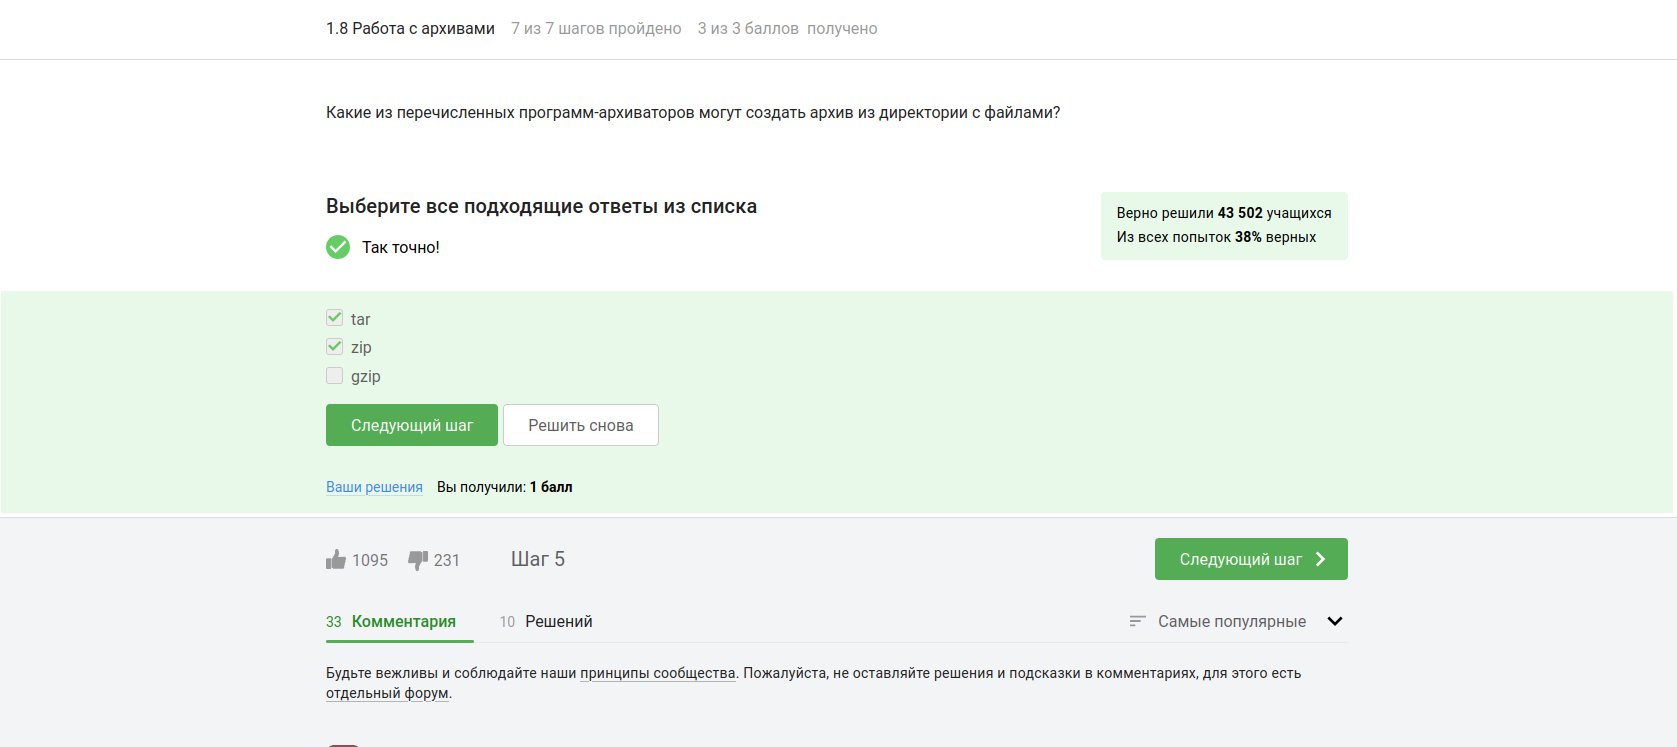 1.8 Работа с архивами 7 из 7 шагов пройдено 3 из 3 баллов получено
Какие из перечисленных программ-архиваторов могут создать архив из директории с файлами?
Выберите все подходящие ответы из списка
Верно решили 43 502 учащихся
Из всех попыток 38% верных
Так точно!
tar
zip
gzip
Следующий шаг
Решить снова
Ваши решения Вы получили: 1 балл
1095 231 Шаг 5
Следующий шаг
33 Комментария 10 Решений
Самые популярные
Будьте вежливы и соблюдайте наши принципы сообщества. Пожалуйста, не оставляйте решения и подсказки в комментариях, для этого есть
отдельный форум.